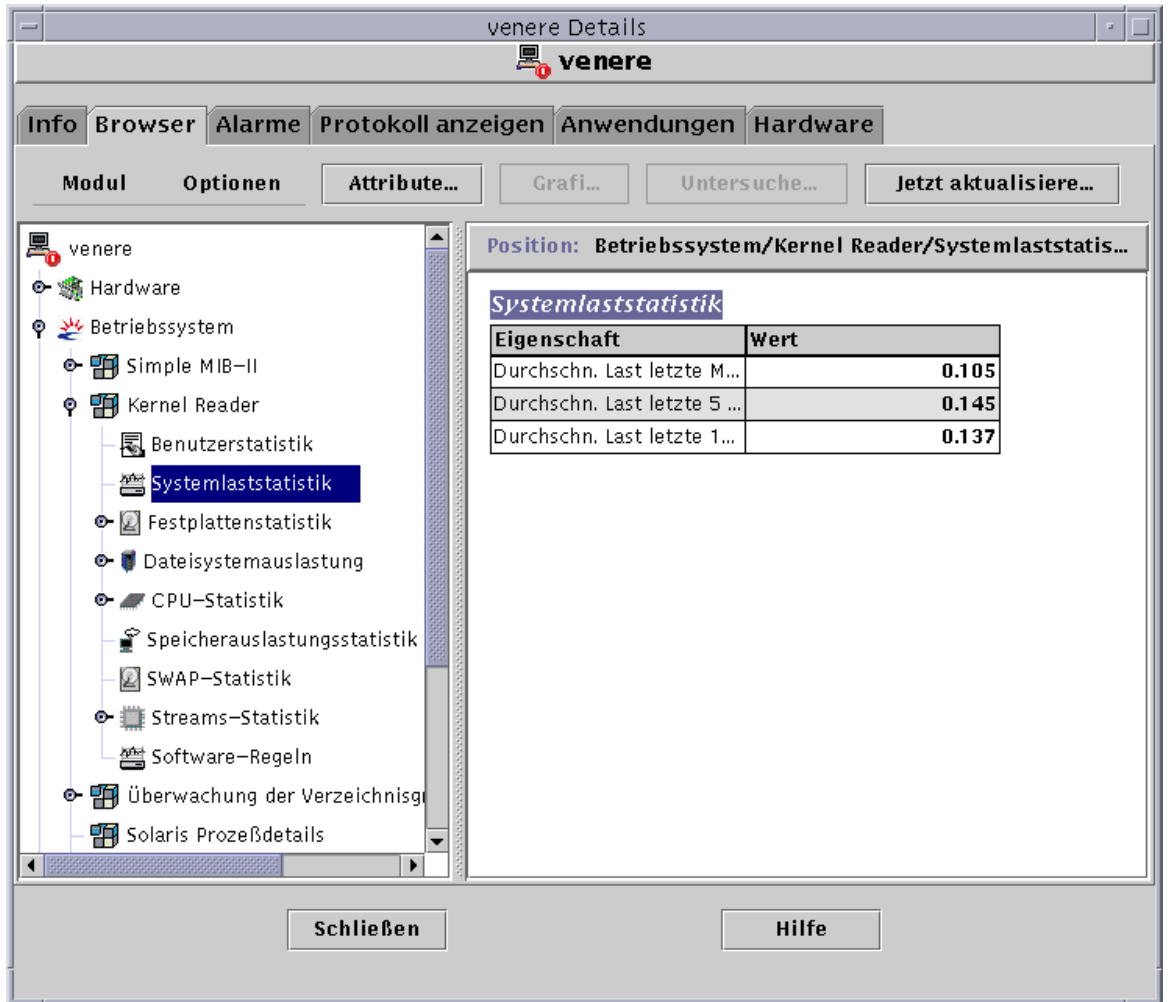 venere Details
venere
Info Browser Alarme Protokoll anzeigen Anwendungen Hardware
Modul Optionen Attribute... Grafi... Untersuche... Jetzt aktualisiere...
venere
Hardware
Betriebssystem
Simple MIB-II
Kernel Reader
Benutzerstatistik
Systemlaststatistik
Festplattenstatistik
Dateisystemauslastung
CPU-Statistik
Speicherauslastungsstatistik
SWAP-Statistik
Streams-Statistik
Software-Regeln
Überwachung der Verzeichnisgr
Solaris Prozeßdetails
Position: Betriebssystem/Kernel Reader/Systemlaststatis...
Systemlaststatistik
Eigenschaft Wert
Durchschn. Last letzte M... 0.105
Durchschn. Last letzte 5 ... 0.145
Durchschn. Last letzte 1... 0.137
Schließen Hilfe